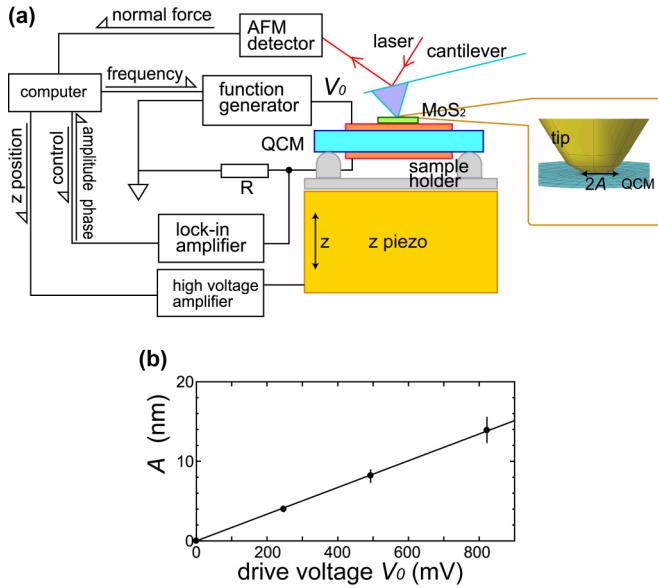 (a)
normal force
AFM
detector
laser
cantilever
computer
frequency
function
generator
V₀
MoS₂
QCM
tip
2A
QCM
z position
control
amplitude phase
R
sample
holder
lock-in
amplifier
z
z piezo
high voltage
amplifier
(b)
A (nm)
20
10
0
0
200
400
600
800
drive voltage V₀ (mV)